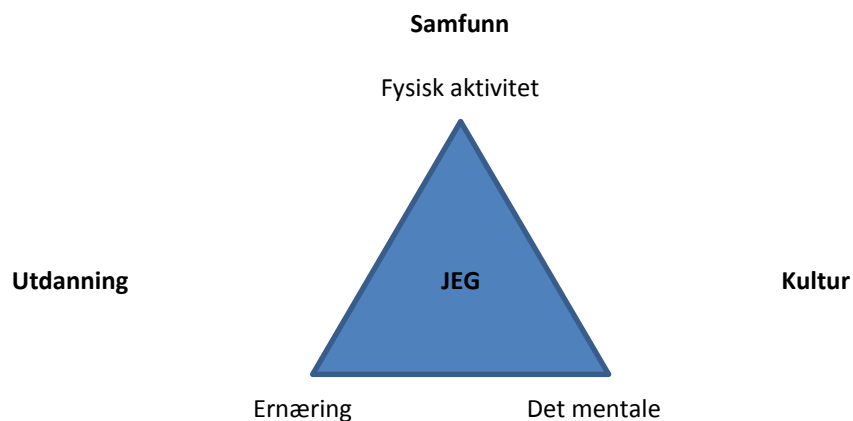 Samfunn
Fysisk aktivitet
Utdanning
JEG
Kultur
Ernæring
Det mentale